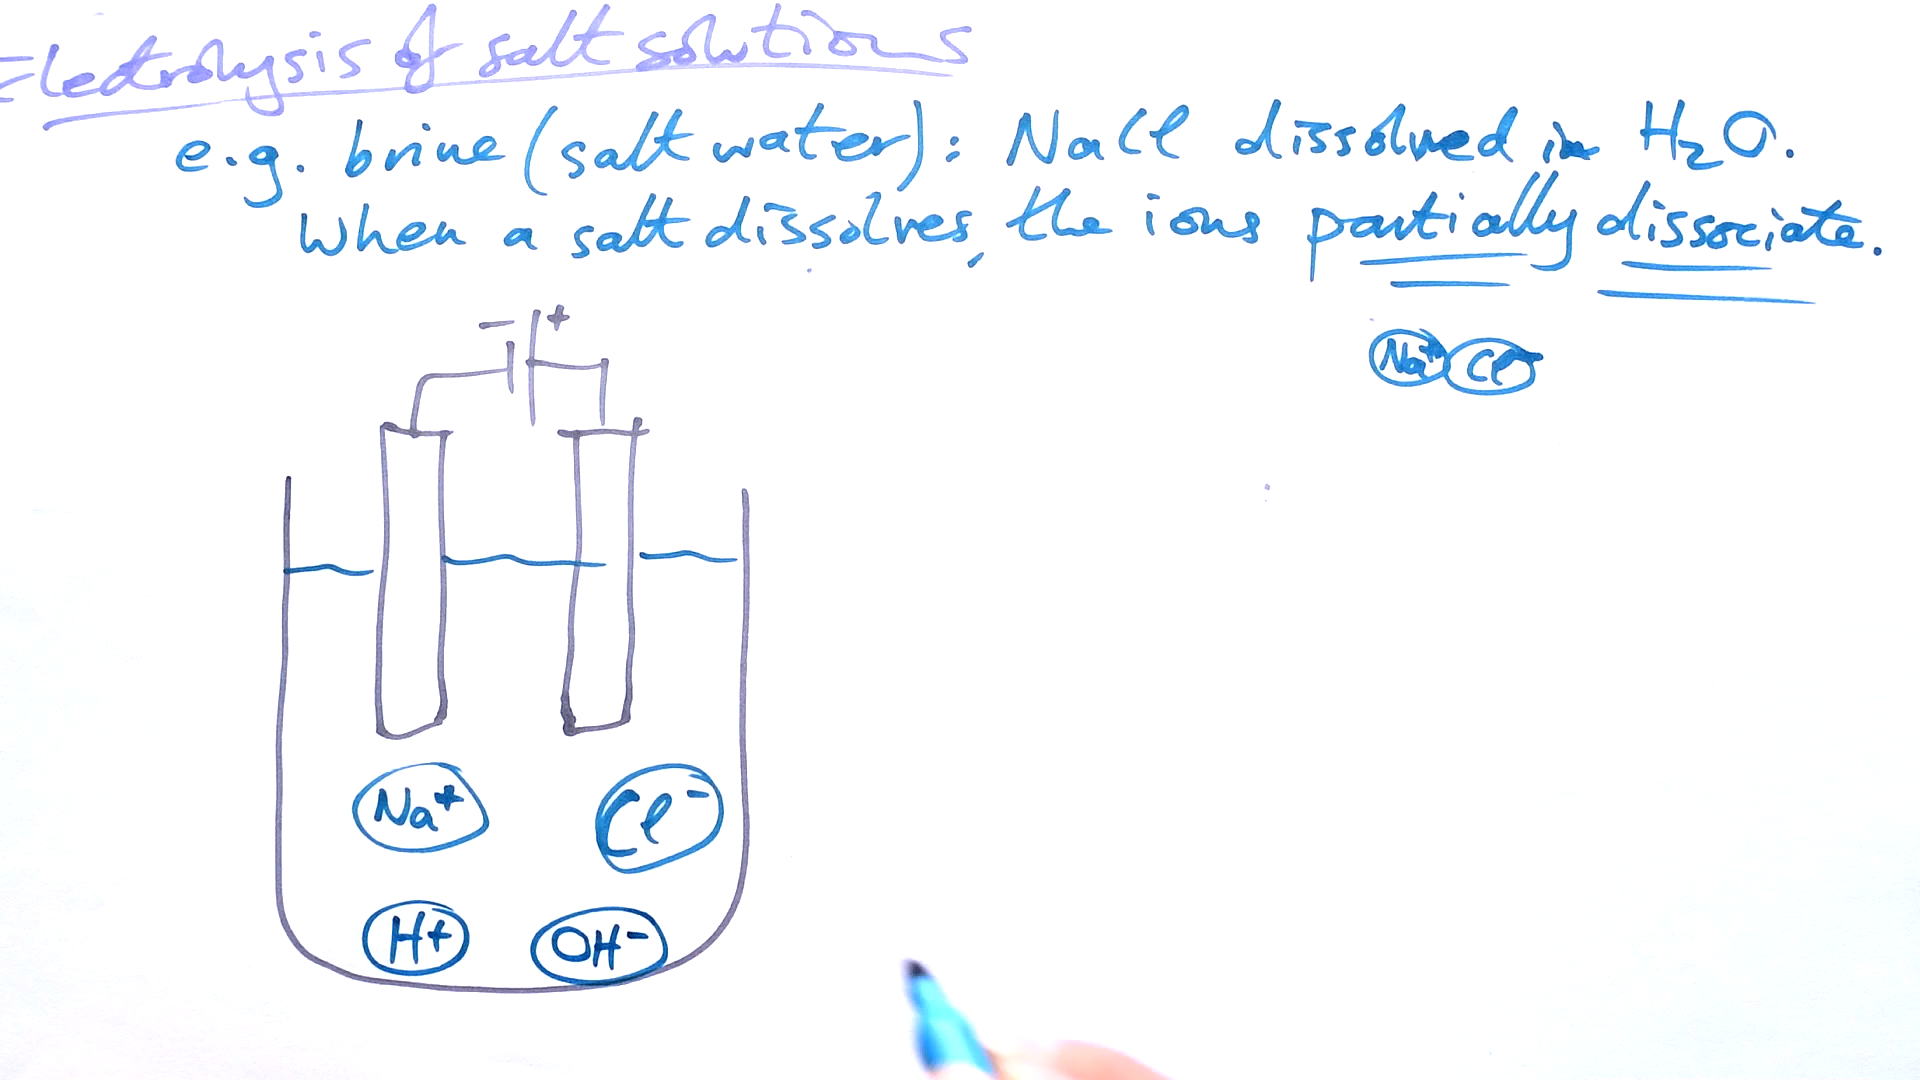 Electrolysis of salt solutions
e.g. brine (salt water): NaCl dissolved in H₂O.
When a salt dissolves, the ions partially dissociate.
- +
Na⁺ Cl⁻
Na⁺ Cl⁻
H⁺ OH⁻